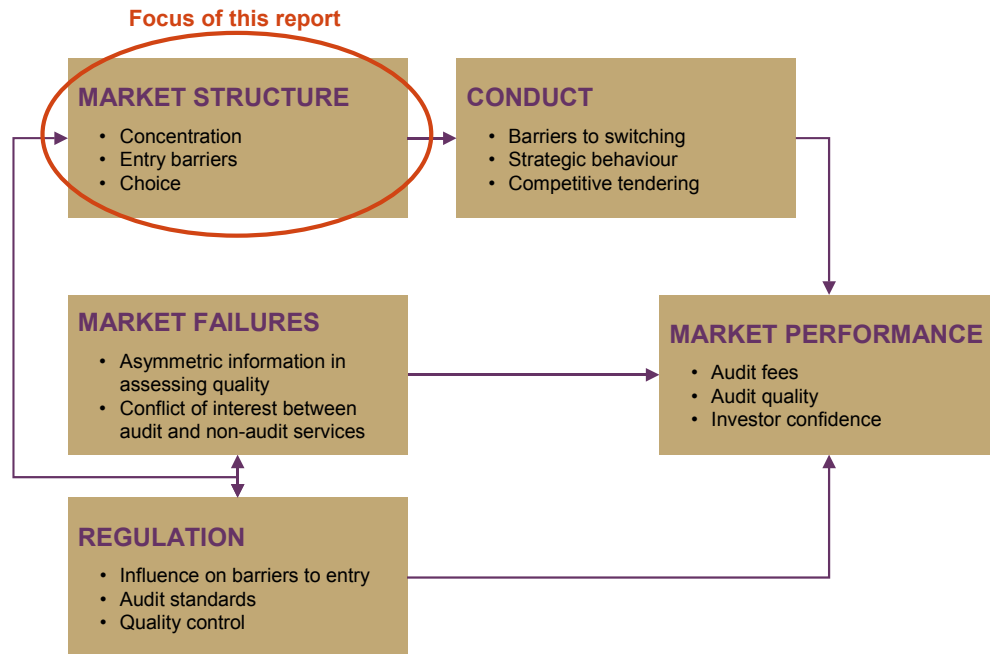 Focus of this report
MARKET STRUCTURE
• Concentration
• Entry barriers
• Choice
CONDUCT
• Barriers to switching
• Strategic behaviour
• Competitive tendering
MARKET FAILURES
• Asymmetric information in
assessing quality
• Conflict of interest between
audit and non-audit services
MARKET PERFORMANCE
• Audit fees
• Audit quality
• Investor confidence
REGULATION
• Influence on barriers to entry
• Audit standards
• Quality control